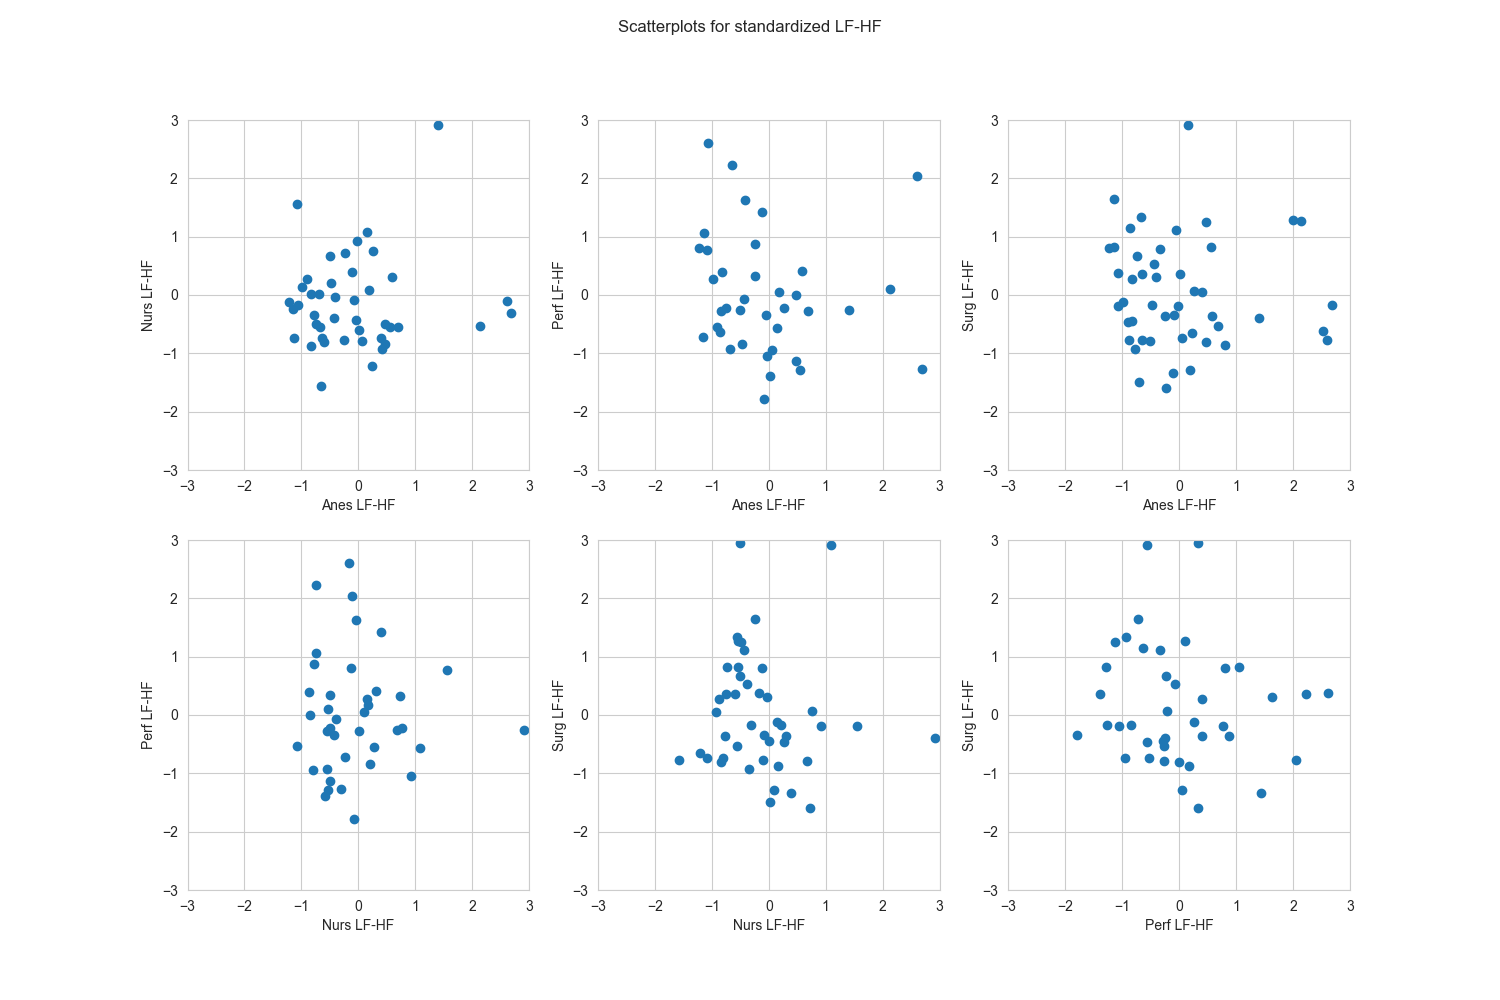 Scatterplots for standardized LF-HF
3
2
1
0
−1
−2
−3
Nurs LF-HF
−3 −2 −1 0 1 2 3
Anes LF-HF
3
2
1
0
−1
−2
−3
Perf LF-HF
−3 −2 −1 0 1 2 3
Anes LF-HF
3
2
1
0
−1
−2
−3
Surg LF-HF
−3 −2 −1 0 1 2 3
Anes LF-HF
3
2
1
0
−1
−2
−3
Perf LF-HF
−3 −2 −1 0 1 2 3
Nurs LF-HF
3
2
1
0
−1
−2
−3
Surg LF-HF
−3 −2 −1 0 1 2 3
Nurs LF-HF
3
2
1
0
−1
−2
−3
Surg LF-HF
−3 −2 −1 0 1 2 3
Perf LF-HF